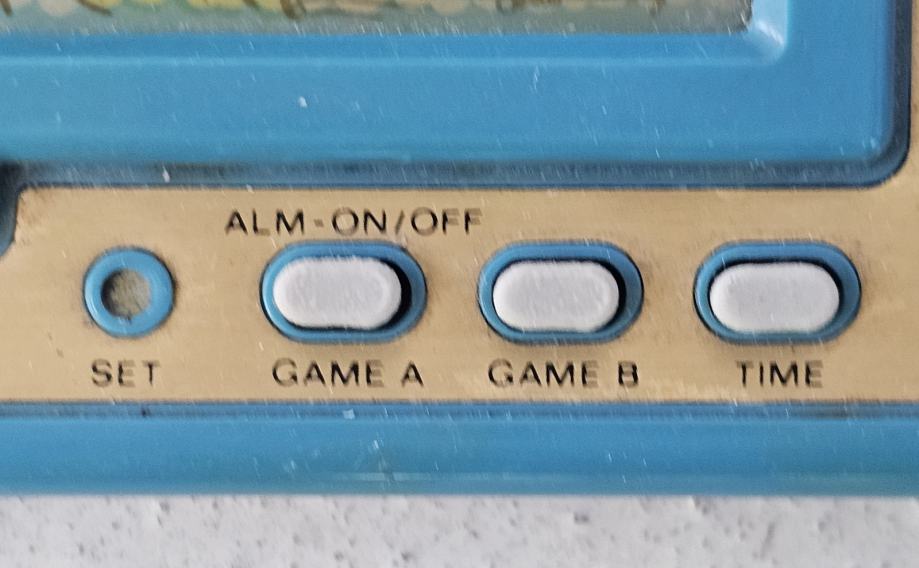 ALM-ON/OFF
SET GAME A GAME B TIME